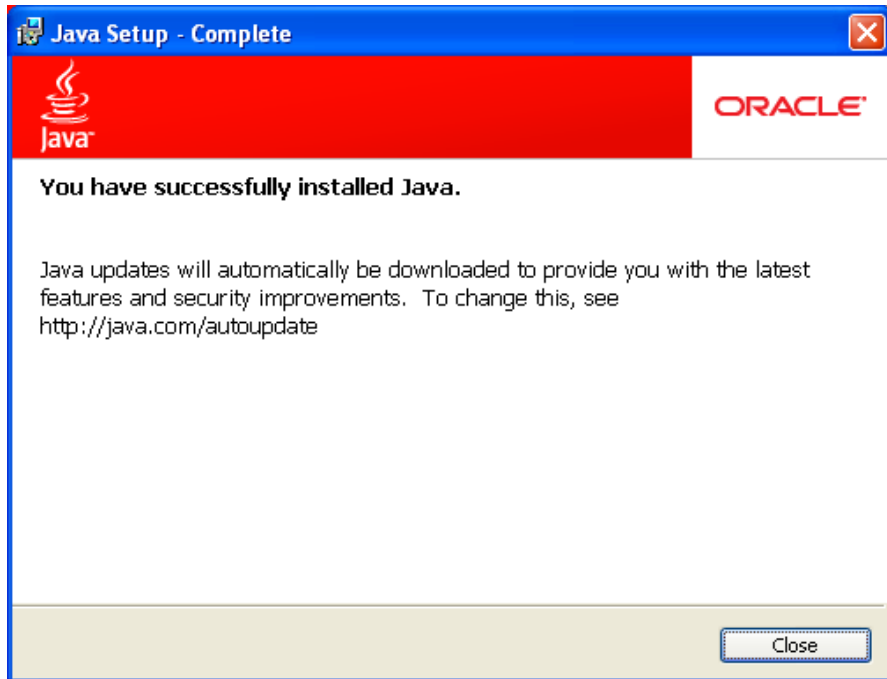 Java Setup - Complete
Java™
ORACLE®
You have successfully installed Java.
Java updates will automatically be downloaded to provide you with the latest
features and security improvements.  To change this, see
http://java.com/autoupdate
Close